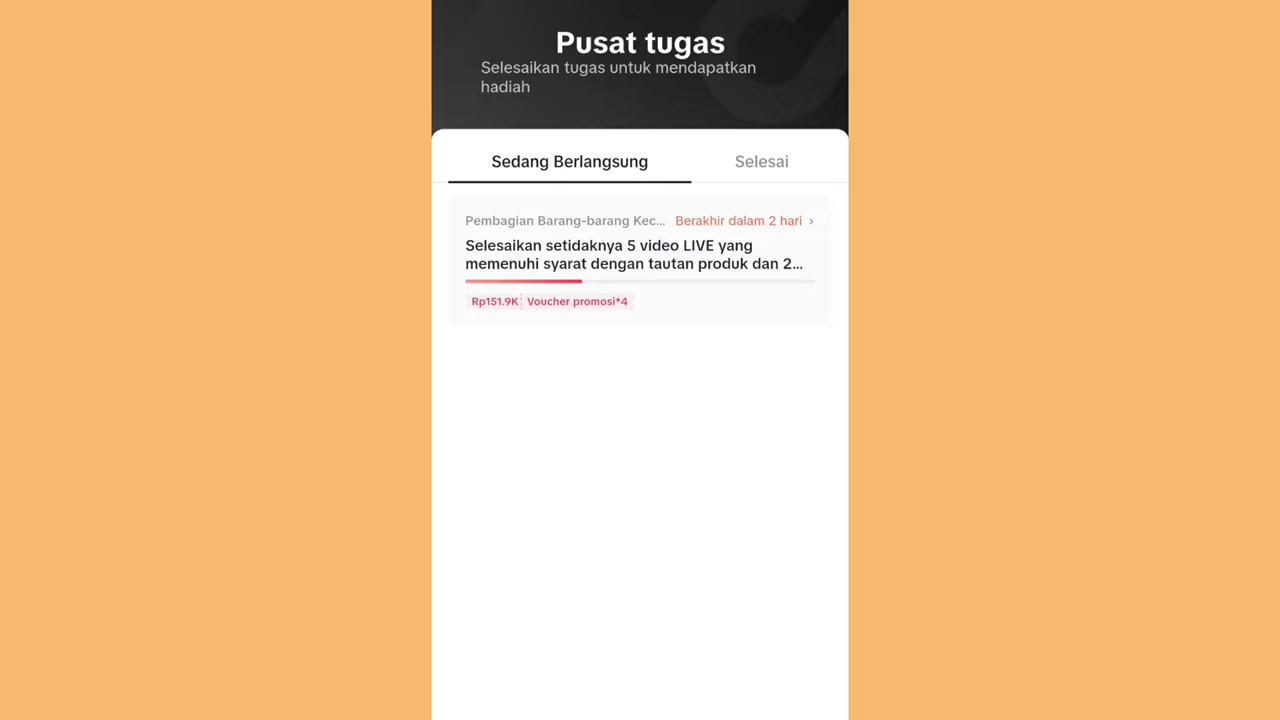 Pusat tugas
Selesaikan tugas untuk mendapatkan
hadiah
Sedang Berlangsung
Selesai
Pembagian Barang-barang Kec...
Berakhir dalam 2 hari ›
Selesaikan setidaknya 5 video LIVE yang
memenuhi syarat dengan tautan produk dan 2...
Rp151.9K
Voucher promosi*4